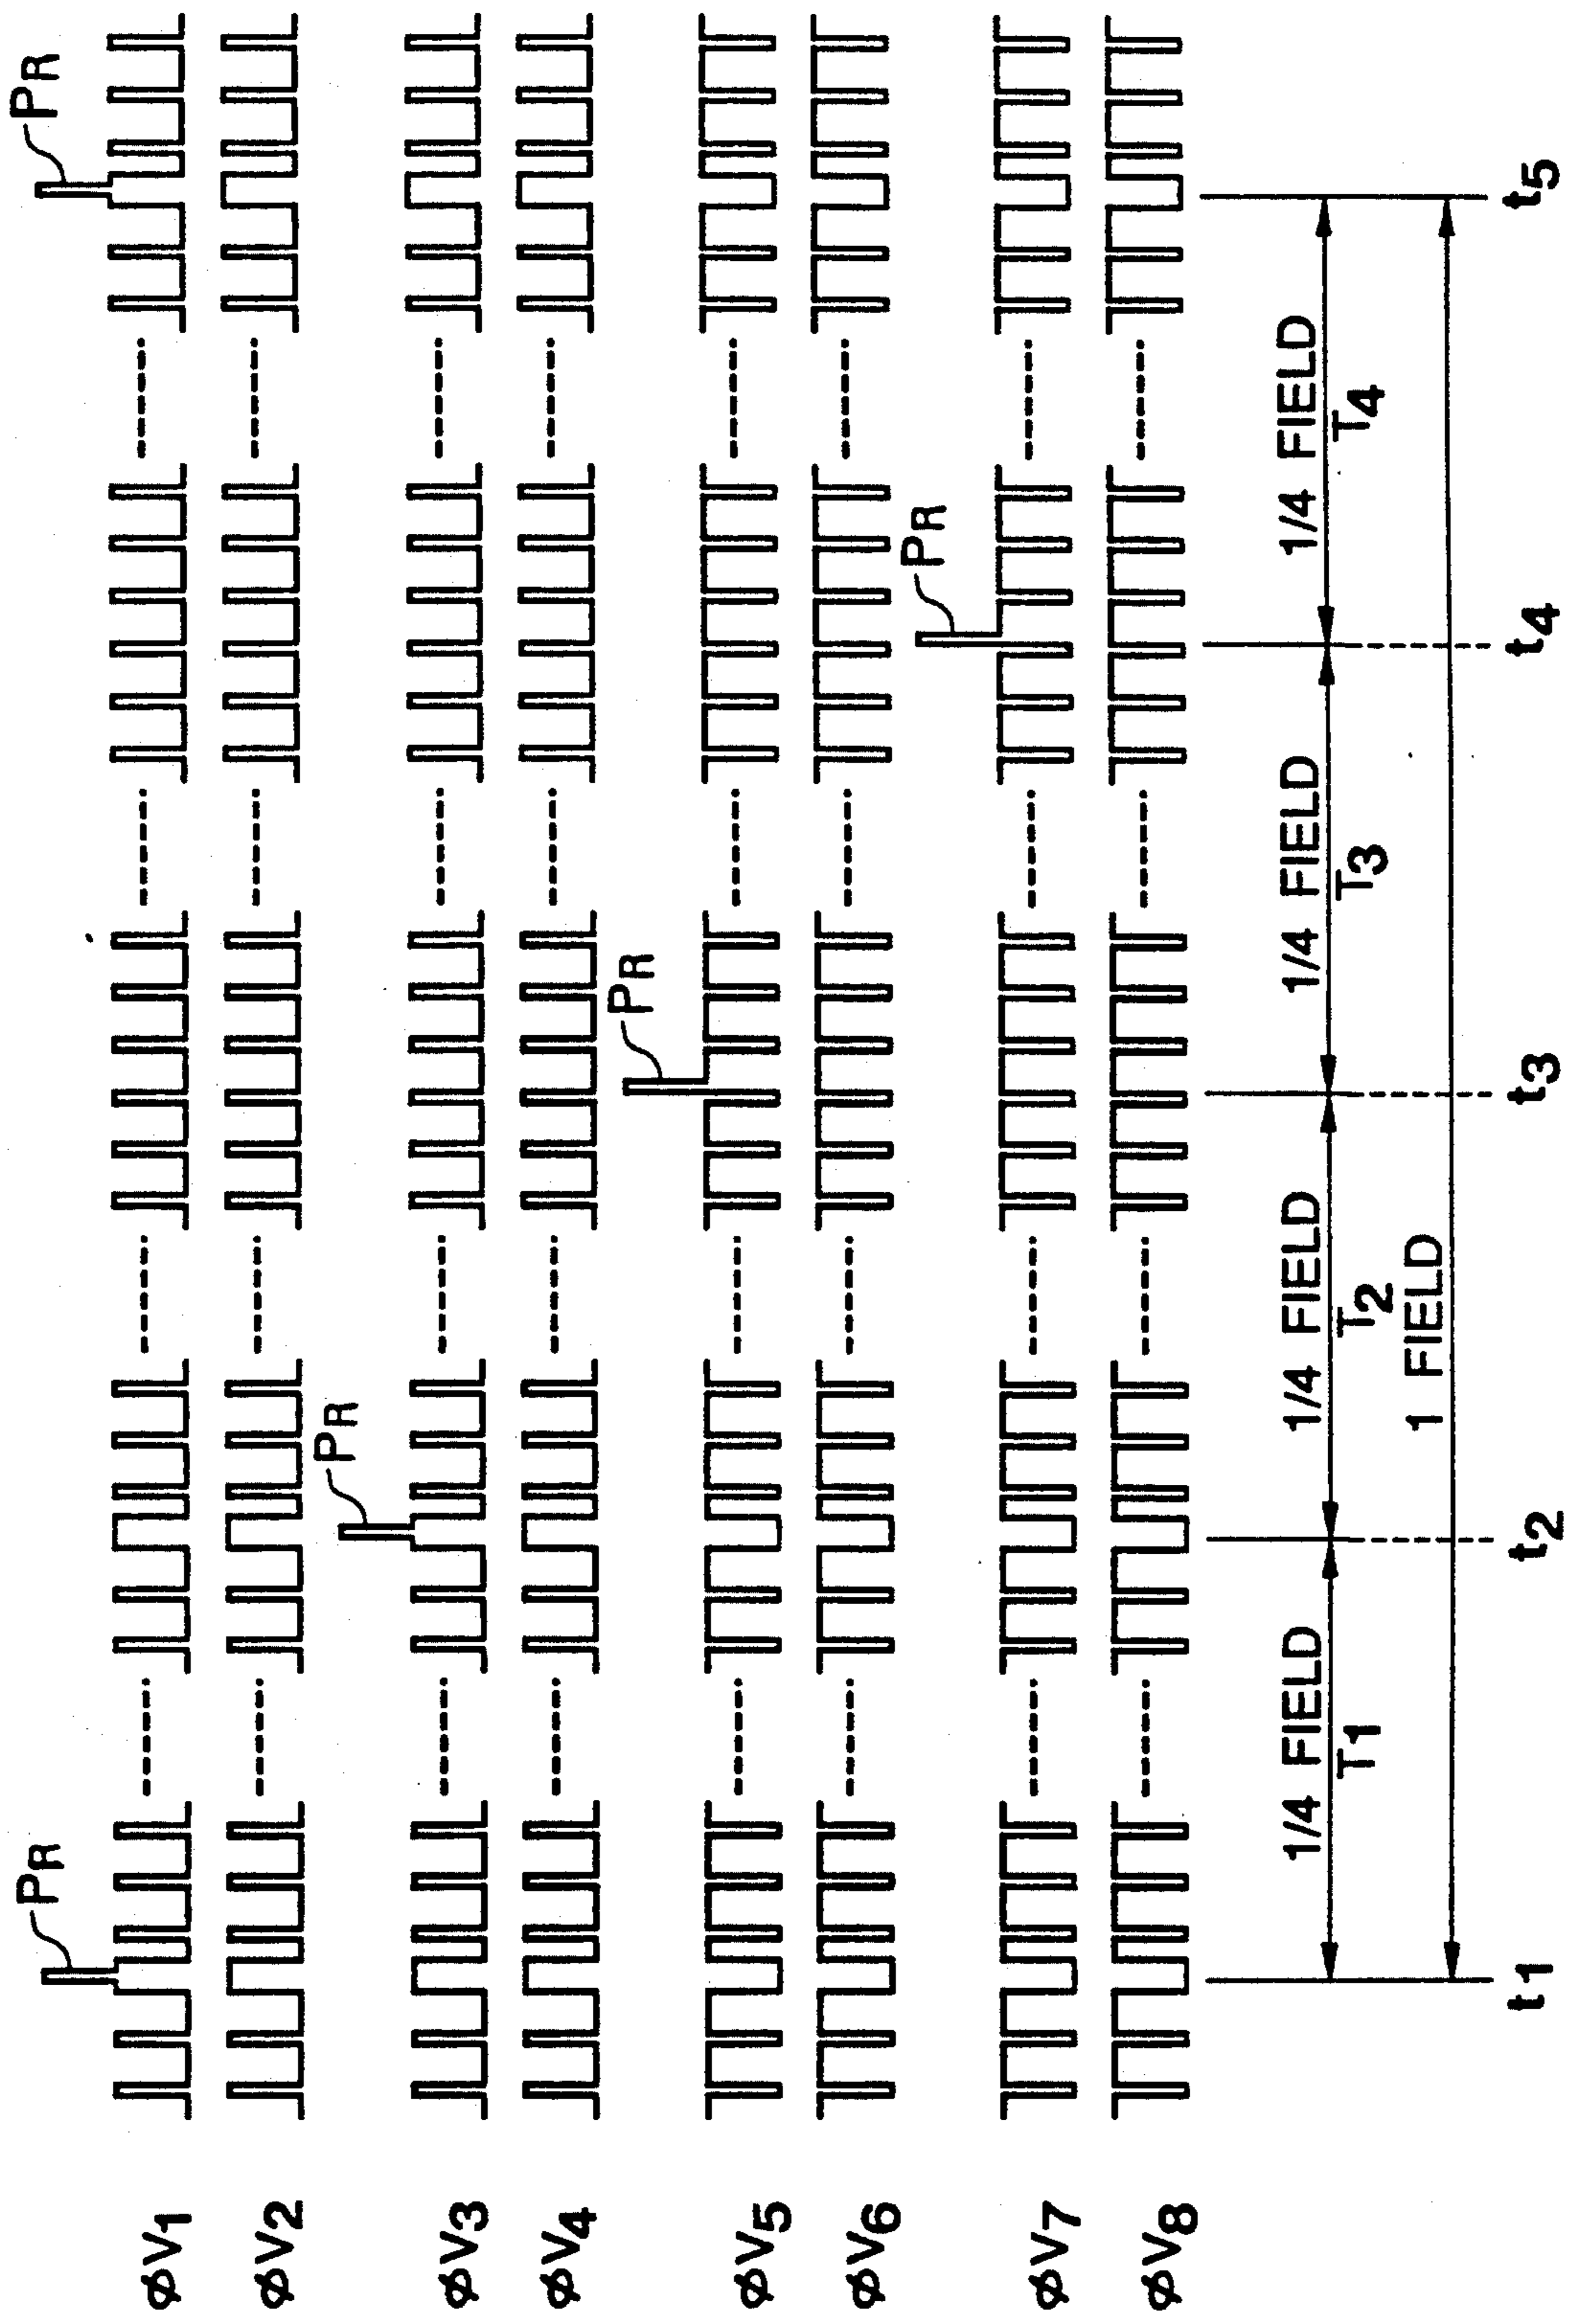 PR PR
φV1
φV2
PR
φV3
φV4
PR
φV5
φV6
PR
φV7
φV8
1/4 FIELD 1/4 FIELD 1/4 FIELD 1/4 FIELD
T1 T2 T3 T4
1 FIELD
t1 t2 t3 t4 t5